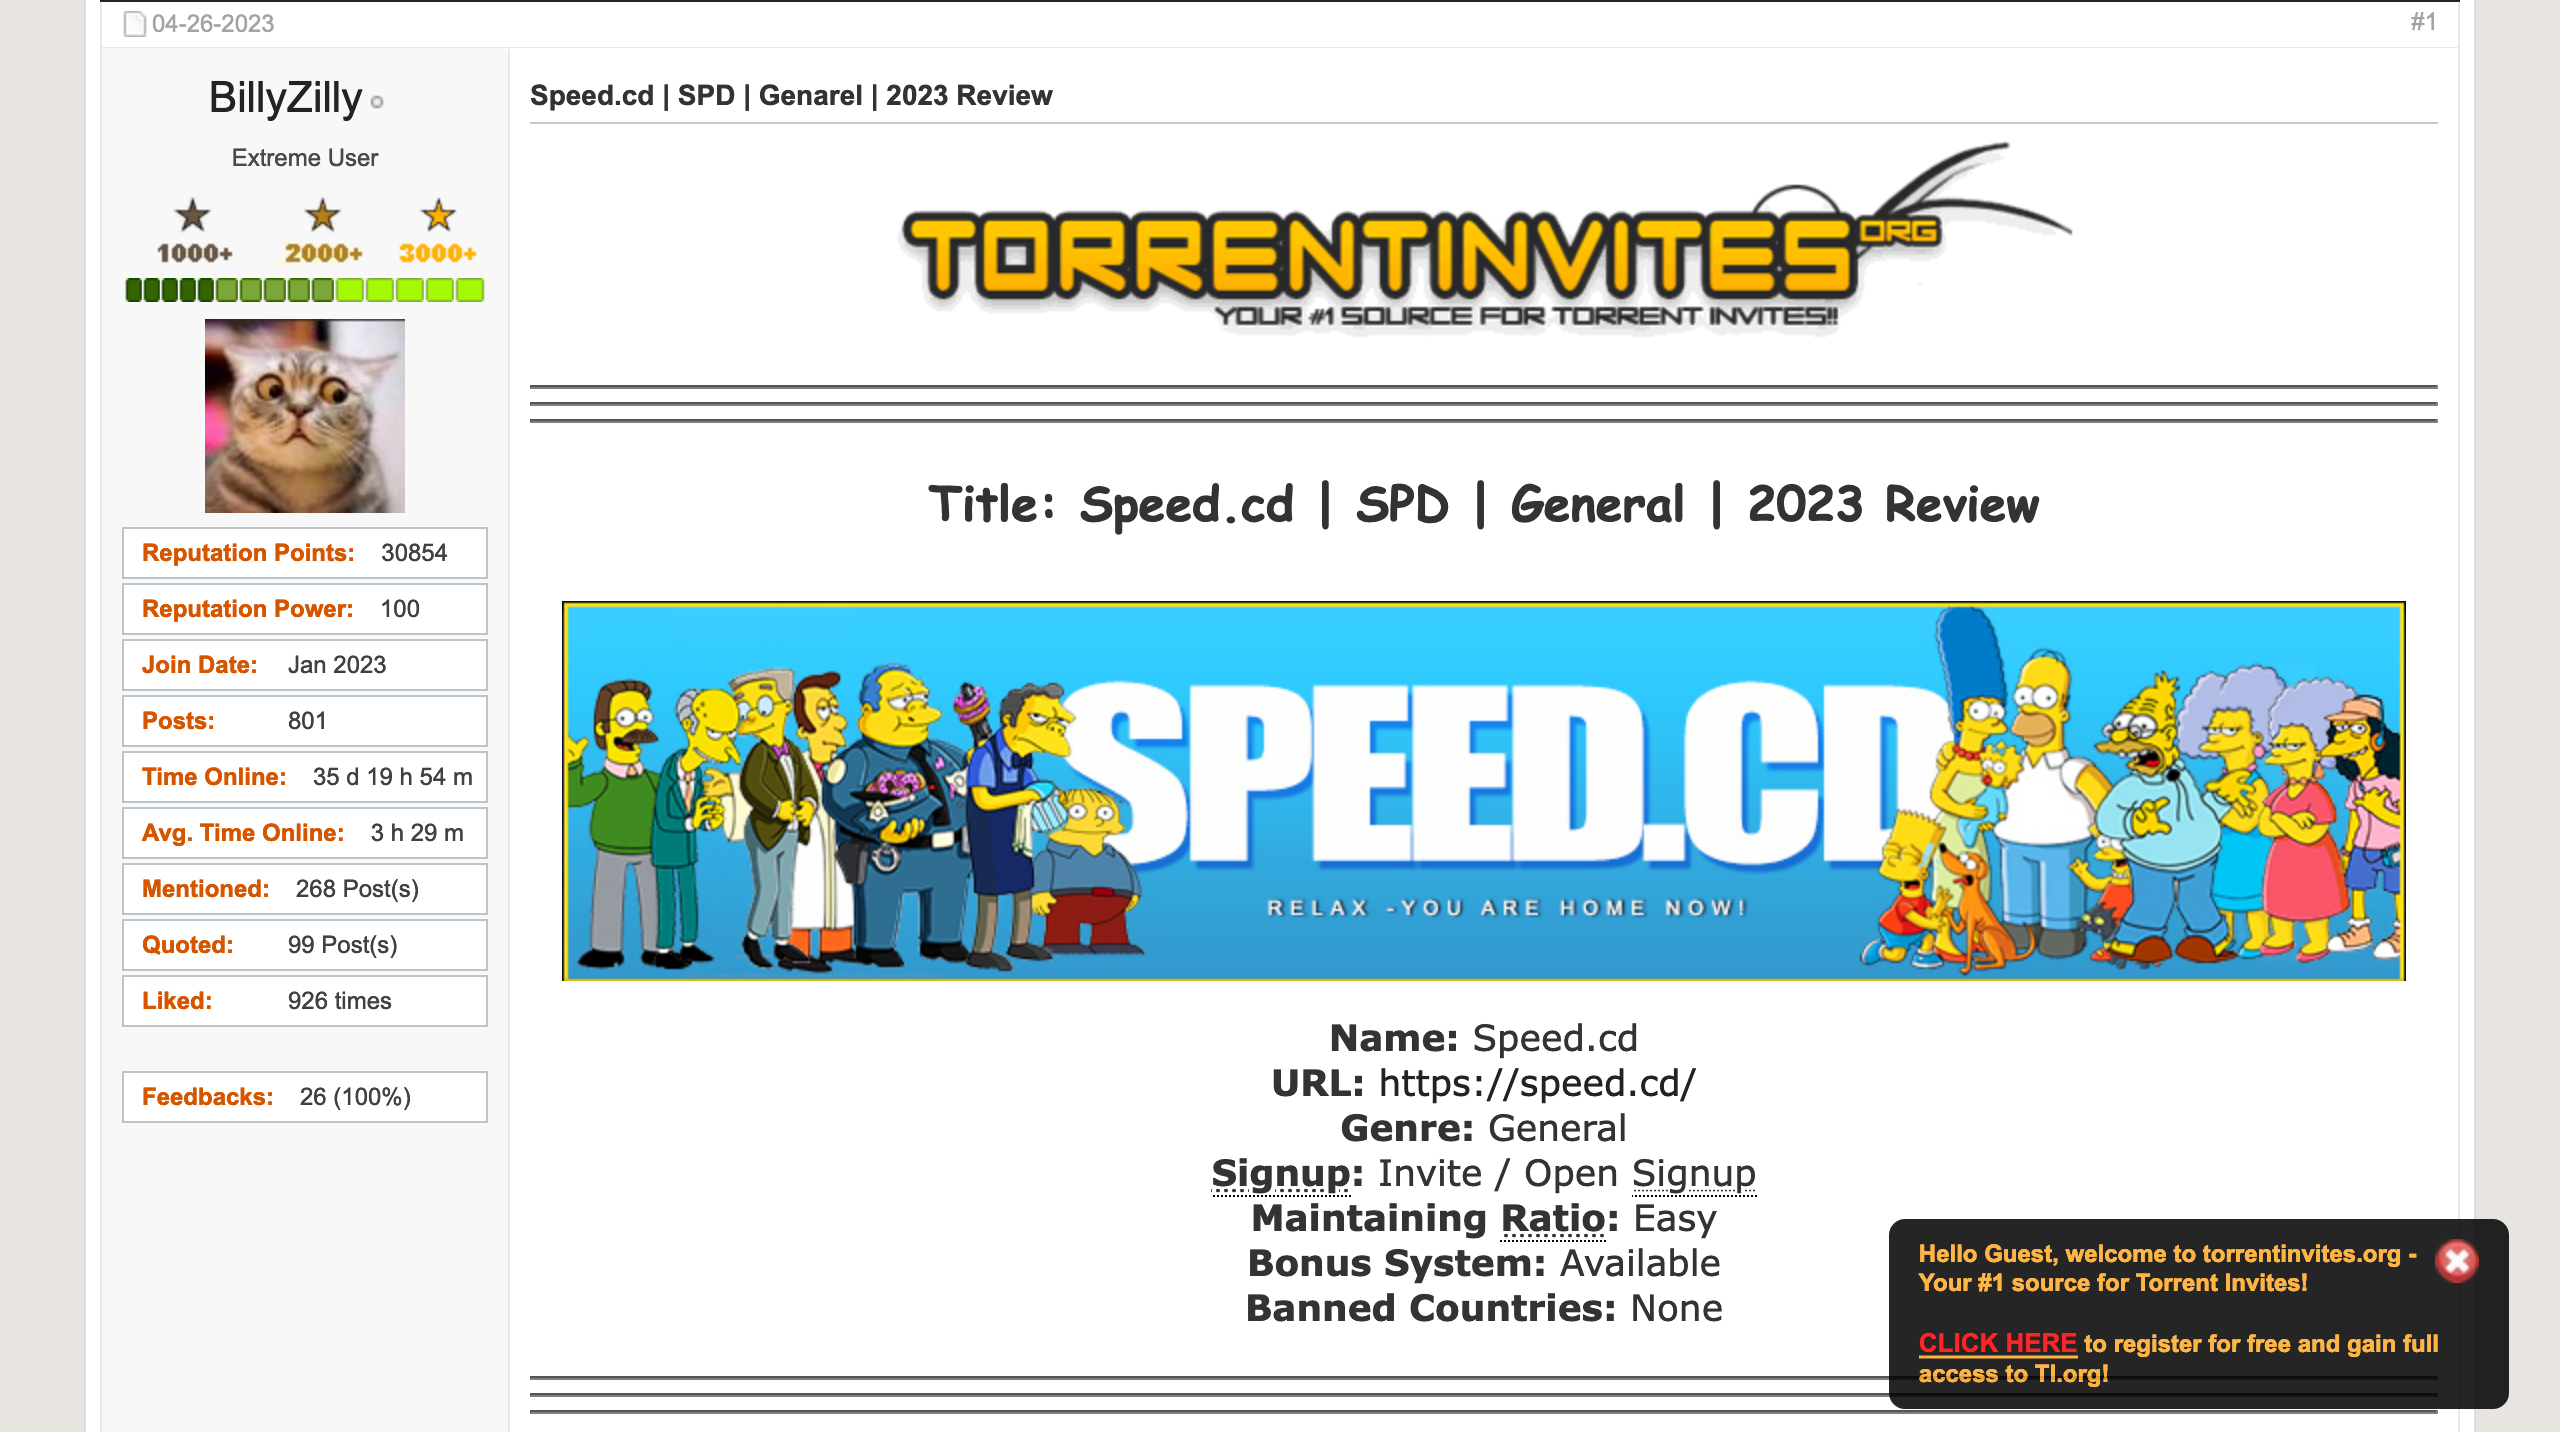 04-26-2023
#1
BillyZilly
Extreme User
1000+ 2000+ 3000+
Reputation Points: 30854
Reputation Power: 100
Join Date: Jan 2023
Posts: 801
Time Online: 35 d 19 h 54 m
Avg. Time Online: 3 h 29 m
Mentioned: 268 Post(s)
Quoted: 99 Post(s)
Liked: 926 times
Feedbacks: 26 (100%)
Speed.cd | SPD | Genarel | 2023 Review
TORRENTINVITES.ORG
YOUR #1 SOURCE FOR TORRENT INVITES!!
Title: Speed.cd | SPD | General | 2023 Review
SPEED.CD
RELAX -YOU ARE HOME NOW!
Name: Speed.cd
URL: https://speed.cd/
Genre: General
Signup: Invite / Open Signup
Maintaining Ratio: Easy
Bonus System: Available
Banned Countries: None
Hello Guest, welcome to torrentinvites.org -
Your #1 source for Torrent Invites!
CLICK HERE to register for free and gain full
access to TI.org!